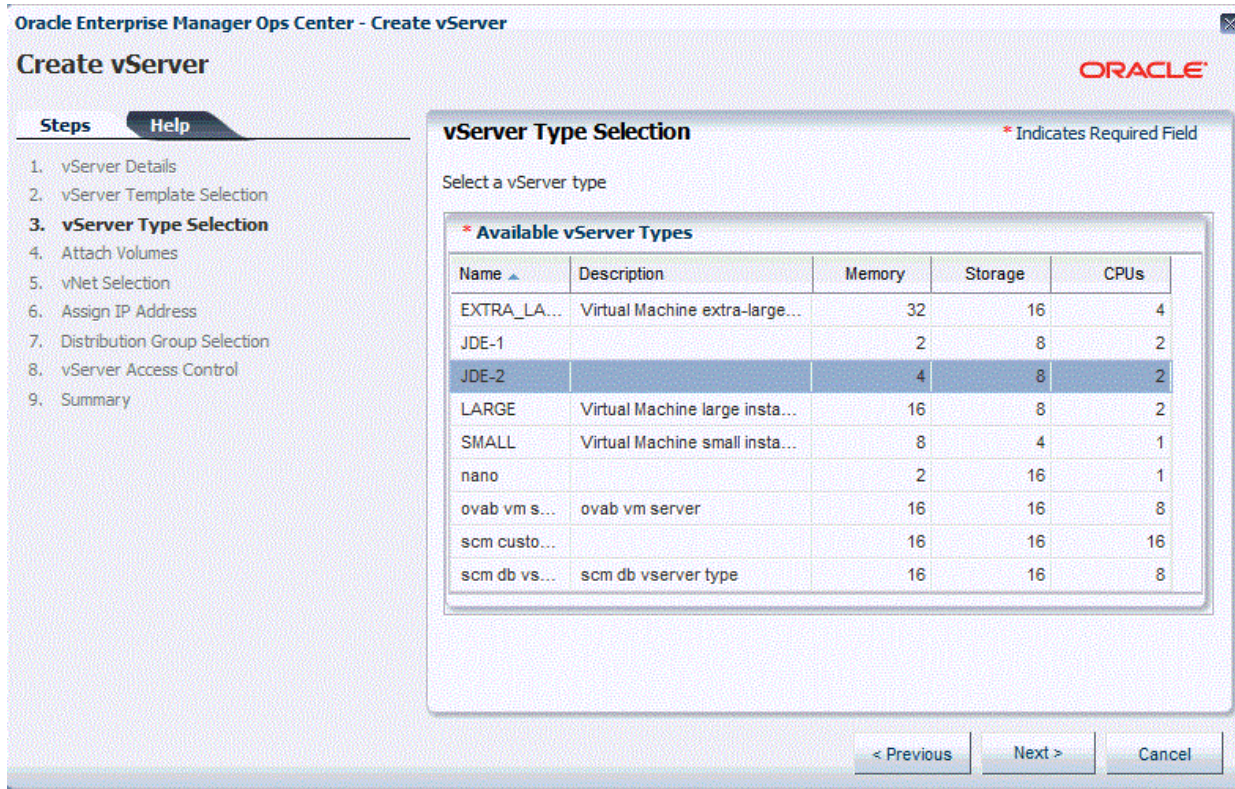 Oracle Enterprise Manager Ops Center - Create vServer
Create vServer
ORACLE
Steps Help
1. vServer Details
2. vServer Template Selection
3. vServer Type Selection
4. Attach Volumes
5. vNet Selection
6. Assign IP Address
7. Distribution Group Selection
8. vServer Access Control
9. Summary
vServer Type Selection * Indicates Required Field
Select a vServer type
* Available vServer Types
Name Description Memory Storage CPUs
EXTRA_LA... Virtual Machine extra-large... 32 16 4
JDE-1 2 8 2
JDE-2 4 8 2
LARGE Virtual Machine large insta... 16 8 2
SMALL Virtual Machine small insta... 8 4 1
nano 2 16 1
ovab vm s... ovab vm server 16 16 8
scm custo... 16 16 16
scm db vs... scm db vserver type 16 16 8
< Previous Next > Cancel